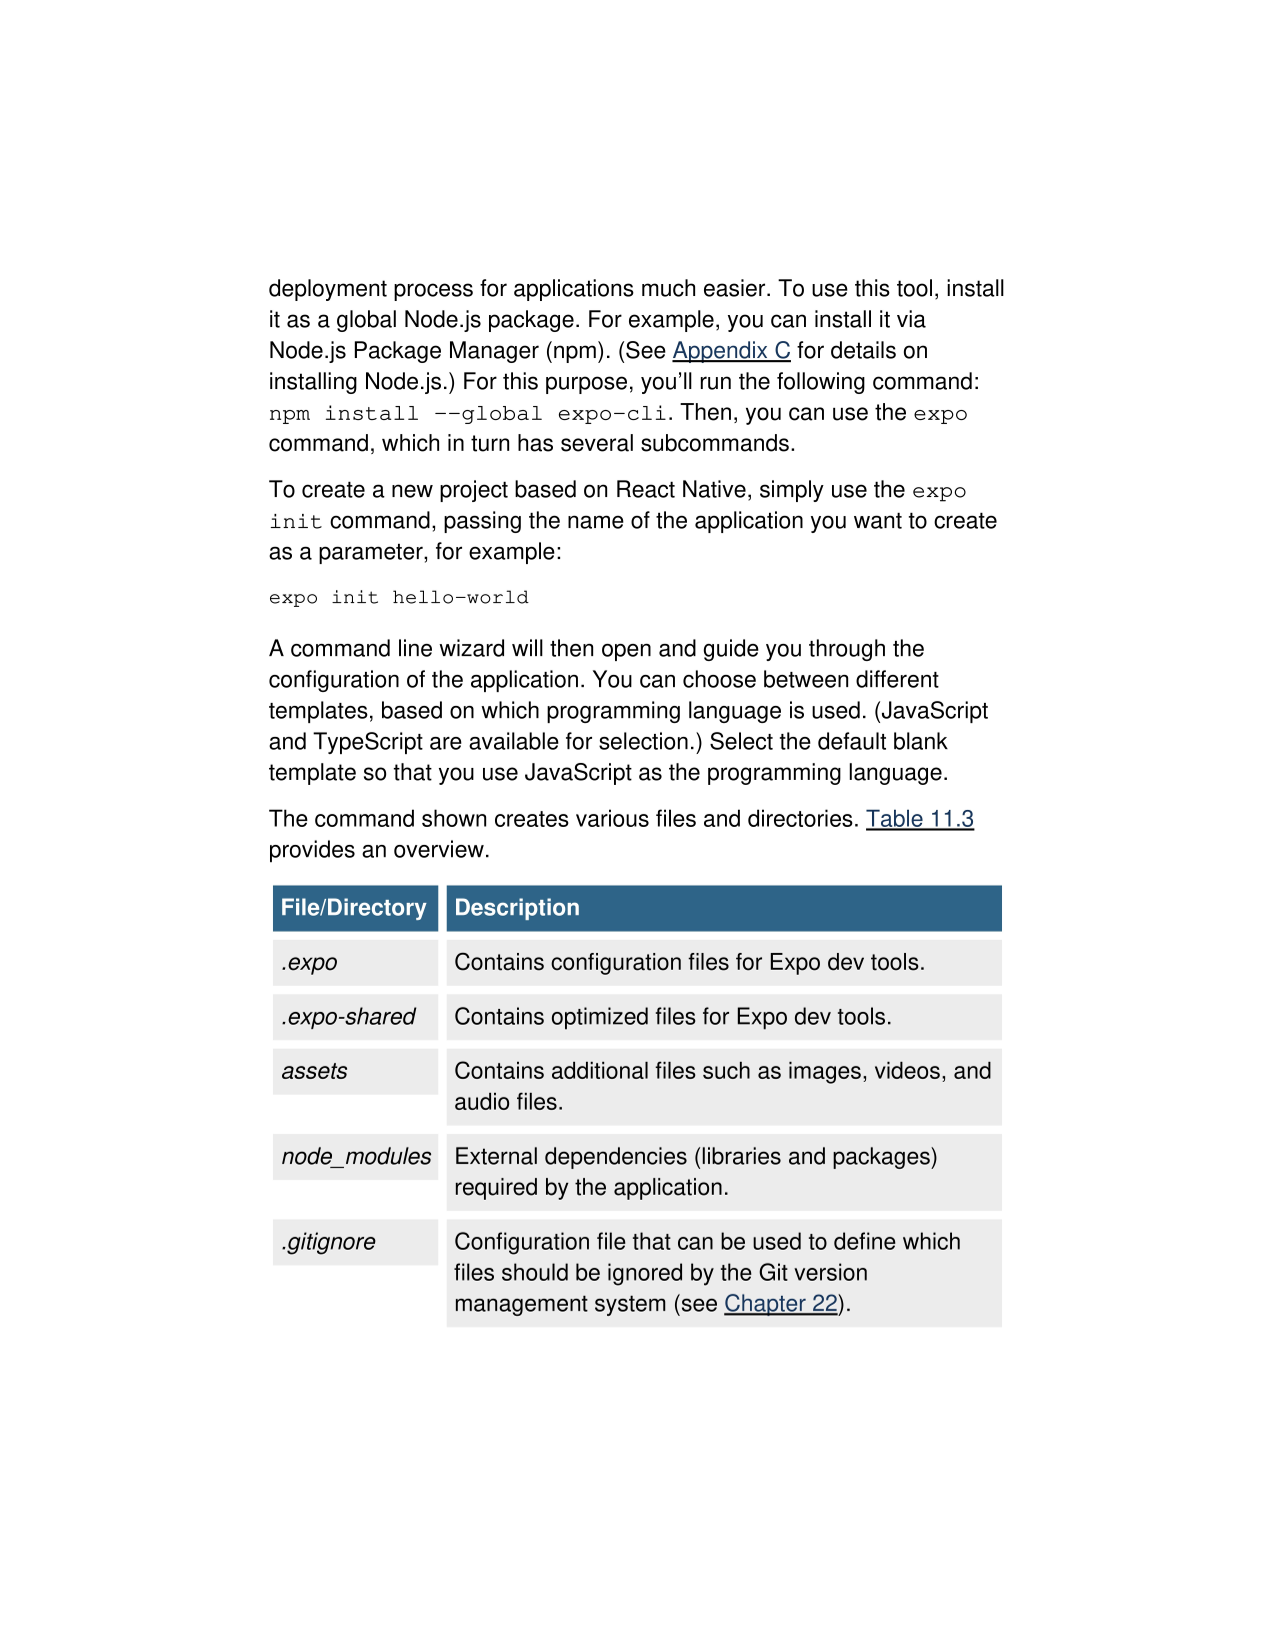 deployment process for applications much easier. To use this tool, install
it as a global Node.js package. For example, you can install it via
Node.js Package Manager (npm). (See Appendix C for details on
installing Node.js.) For this purpose, you’ll run the following command:
npm install --global expo-cli. Then, you can use the expo
command, which in turn has several subcommands.
To create a new project based on React Native, simply use the expo
init command, passing the name of the application you want to create
as a parameter, for example:
expo init hello-world
A command line wizard will then open and guide you through the
configuration of the application. You can choose between different
templates, based on which programming language is used. (JavaScript
and TypeScript are available for selection.) Select the default blank
template so that you use JavaScript as the programming language.
The command shown creates various files and directories. Table 11.3
provides an overview.
File/Directory Description
.expo Contains configuration files for Expo dev tools.
.expo-shared Contains optimized files for Expo dev tools.
assets Contains additional files such as images, videos, and
audio files.
node_modules External dependencies (libraries and packages)
required by the application.
.gitignore Configuration file that can be used to define which
files should be ignored by the Git version
management system (see Chapter 22).